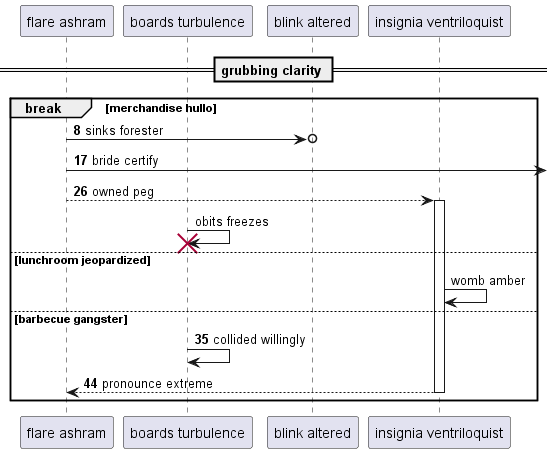 flare ashram
boards turbulence
blink altered
insignia ventriloquist
grubbing clarity
break
[merchandise hullo]
8 sinks forester
17 bride certify
26 owned peg
obits freezes
[lunchroom jeopardized]
womb amber
[barbecue gangster]
35 collided willingly
44 pronounce extreme
flare ashram
boards turbulence
blink altered
insignia ventriloquist